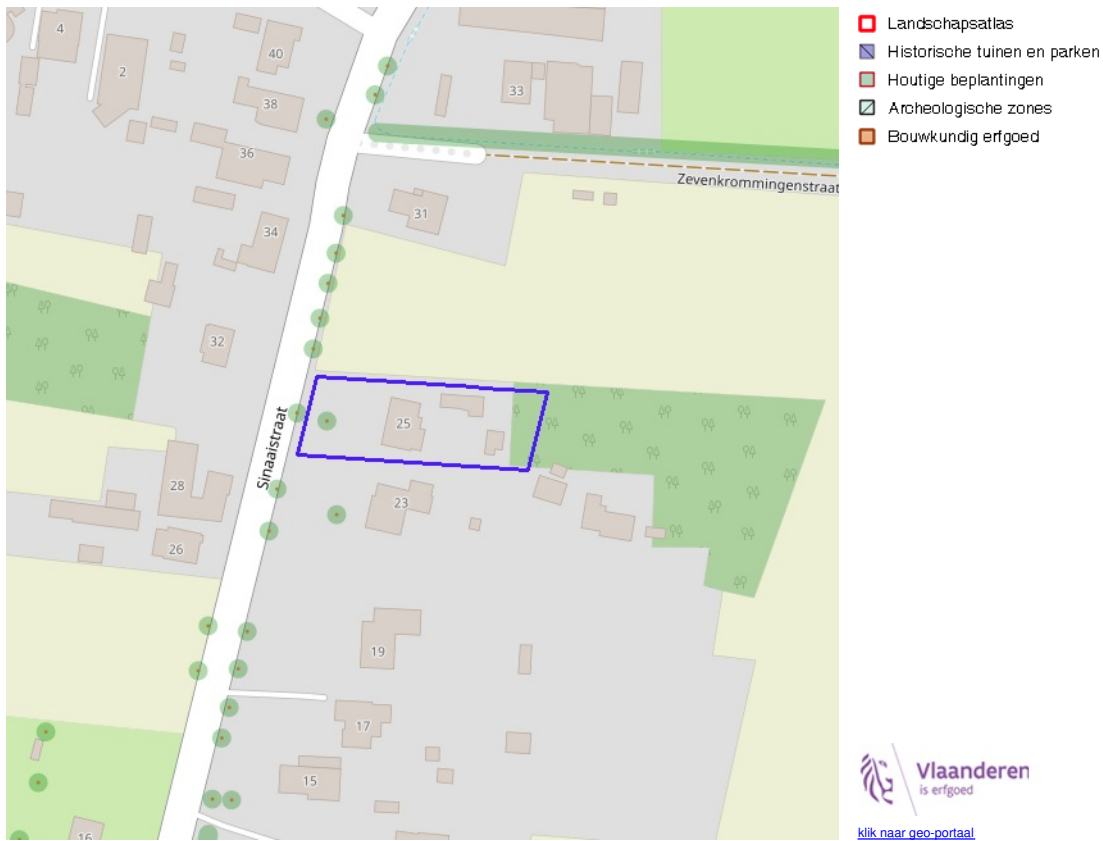 4
2
40
38
36
34
32
33
31
Zevenkrommingenstraat
Sinaaistraat
25
23
28
26
19
17
15
16
Landschapsatlas
Historische tuinen en parken
Houtige beplantingen
Archeologische zones
Bouwkundig erfgoed
Vlaanderen
is erfgoed
klik naar geo-portaal